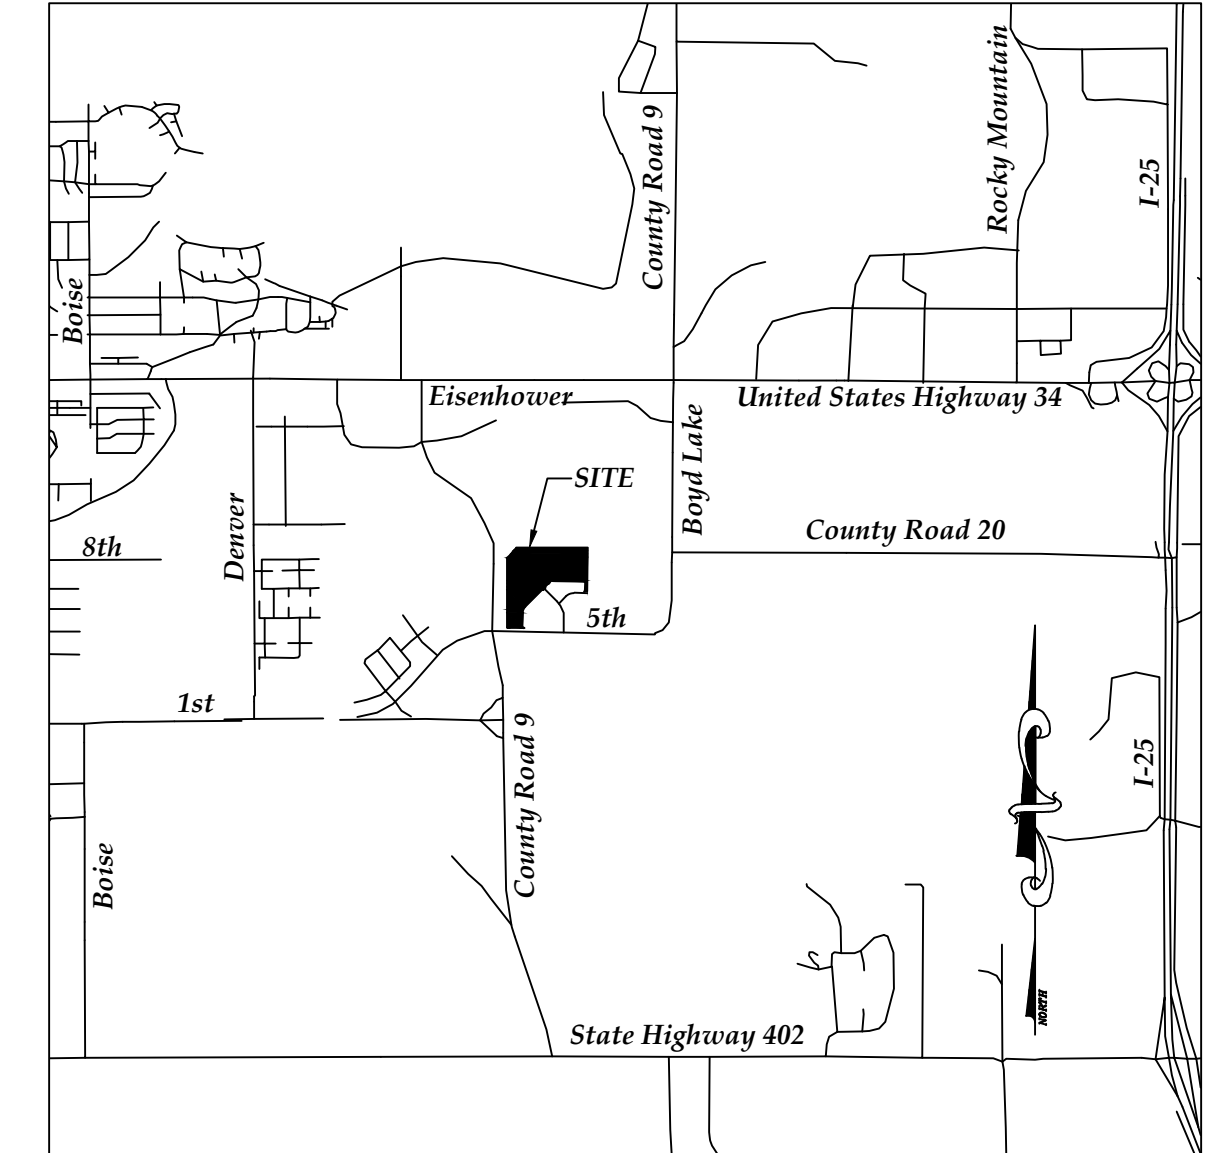 Rocky Mountain
County Road 9
I-25
Boise
Eisenhower
United States Highway 34
Boyd Lake
SITE
Denver
County Road 20
8th
5th
1st
County Road 9
I-25
Boise
NORTH
State Highway 402